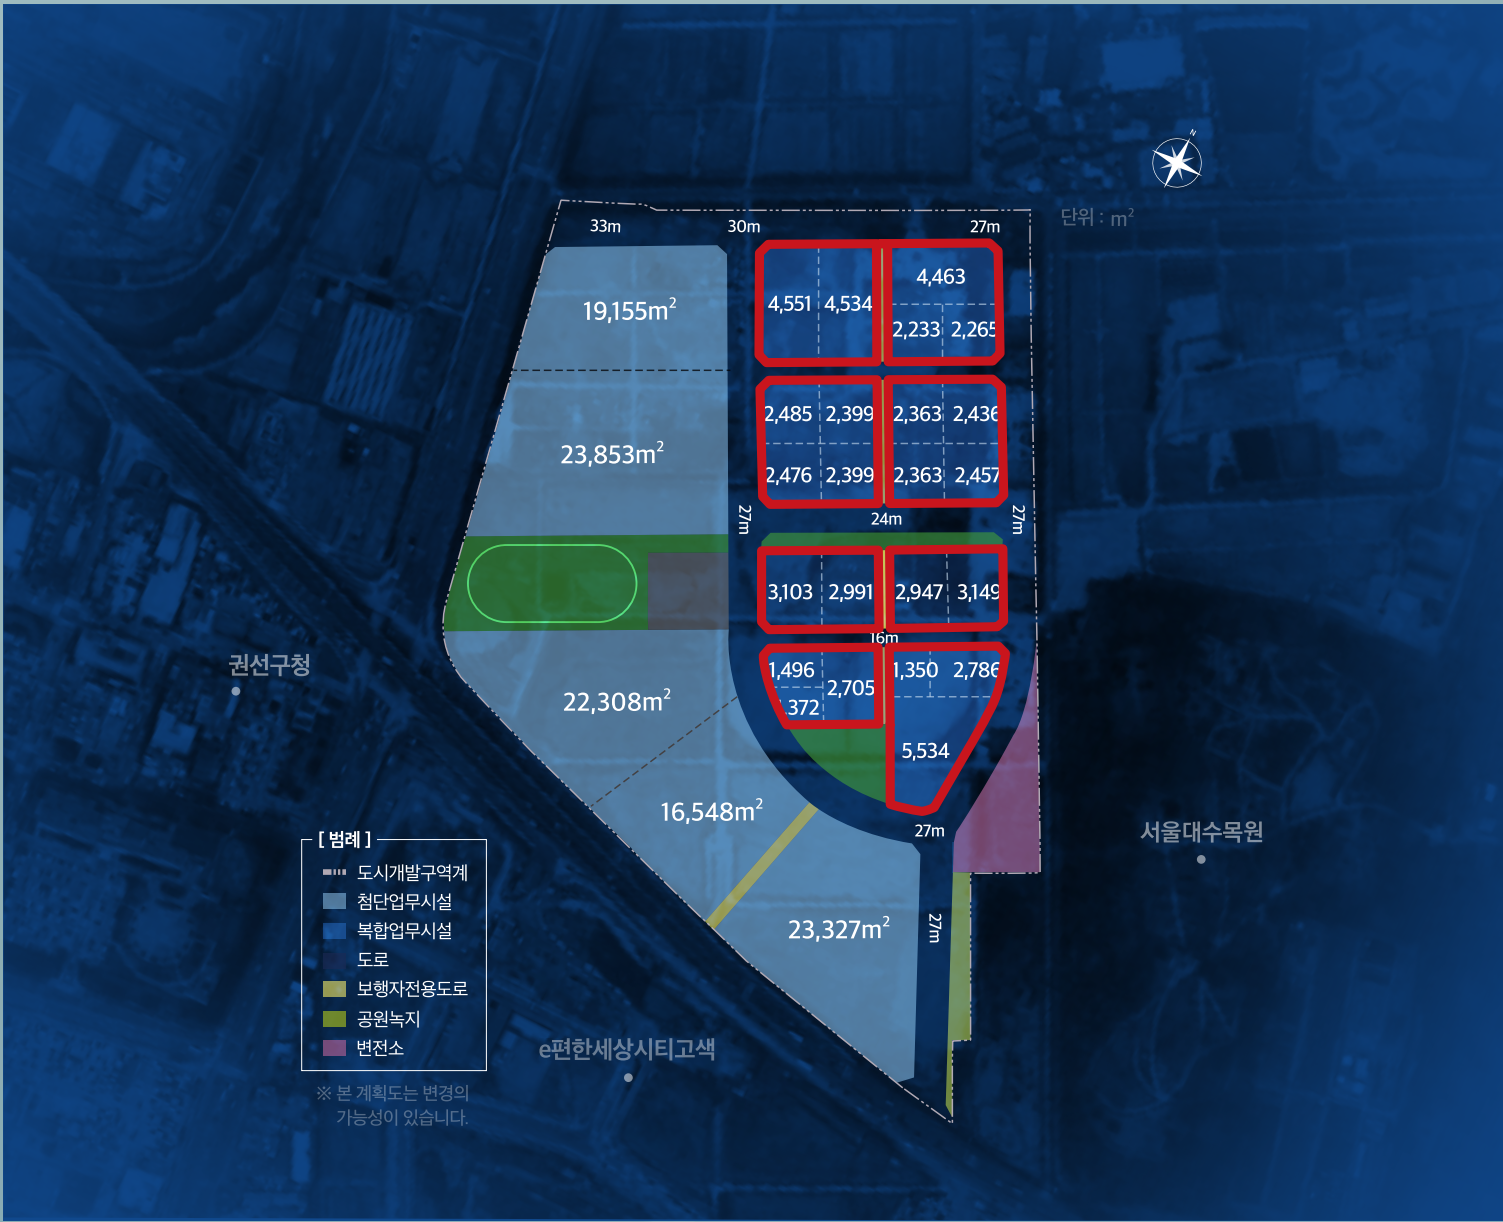 N
단위 : m²
33m
30m
27m
19,155m²
4,551
4,534
4,463
2,233
2,265
23,853m²
2,485
2,399
2,363
2,436
2,476
2,399
2,363
2,457
27m
24m
27m
3,103
2,991
2,947
3,149
16m
권선구청
22,308m²
1,496
2,705
1,350
2,786
372
5,534
16,548m²
27m
서울대수목원
23,327m²
27m
[ 범례 ]
도시개발구역계
첨단업무시설
복합업무시설
도로
보행자전용도로
공원녹지
변전소
e편한세상시티고색
※ 본 계획도는 변경의
가능성이 있습니다.